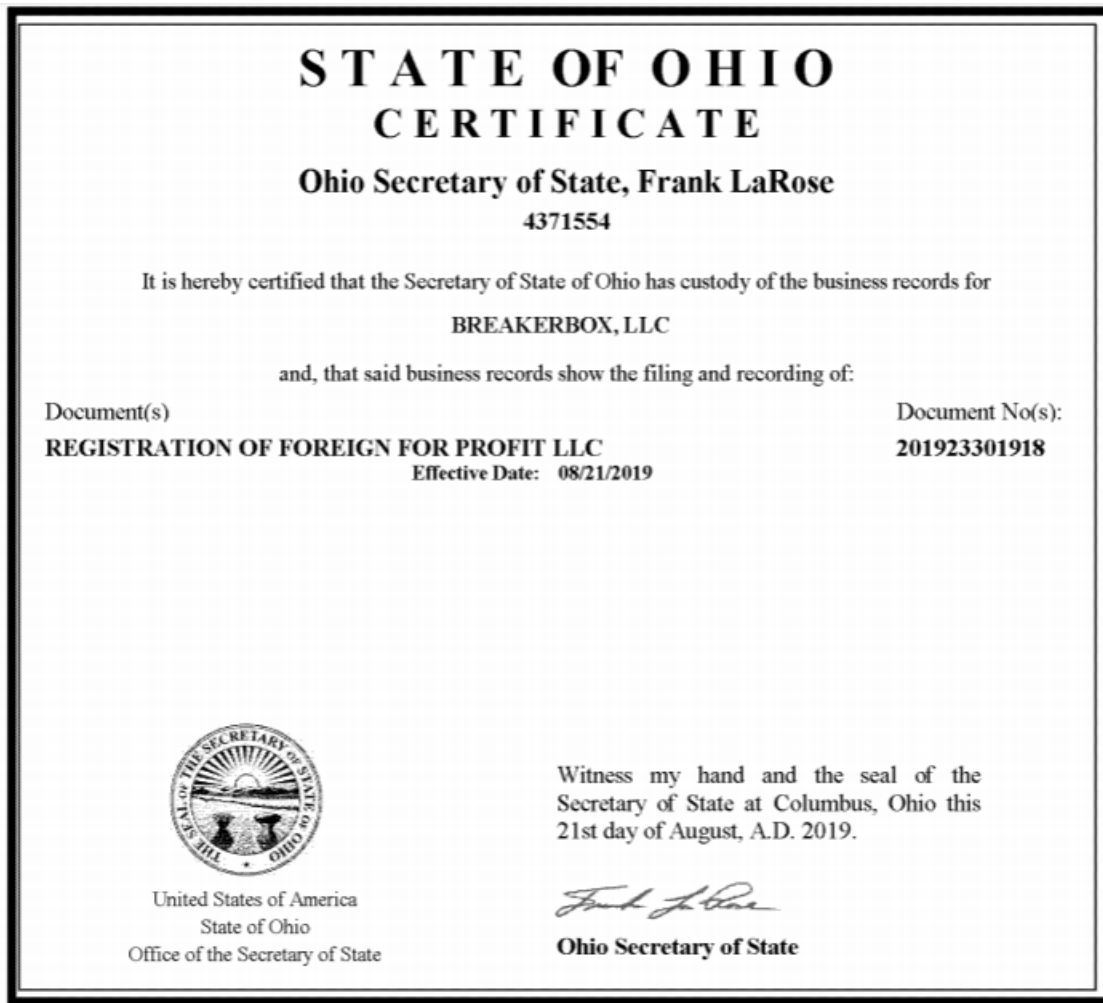 STATE OF OHIO
CERTIFICATE
Ohio Secretary of State, Frank LaRose
4371554
It is hereby certified that the Secretary of State of Ohio has custody of the business records for
BREAKERBOX, LLC
and, that said business records show the filing and recording of:
Document(s) Document No(s):
REGISTRATION OF FOREIGN FOR PROFIT LLC 201923301918
Effective Date: 08/21/2019
THE SEAL OF THE SECRETARY OF STATE OF OHIO
United States of America
State of Ohio
Office of the Secretary of State
Witness my hand and the seal of the
Secretary of State at Columbus, Ohio this
21st day of August, A.D. 2019.
Frank LaRose
Ohio Secretary of State